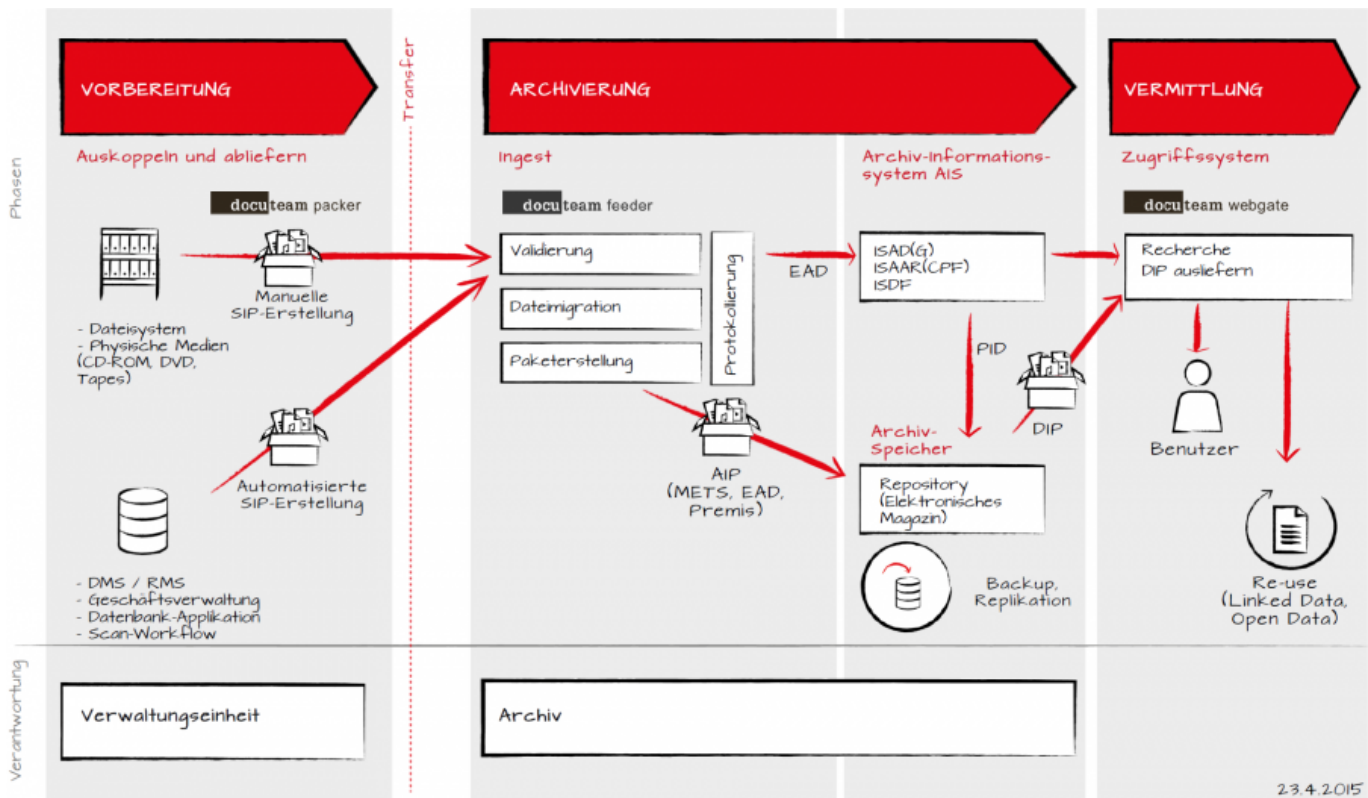 VORBEREITUNG
Transfer
ARCHIVIERUNG
VERMITTLUNG
Phasen
Auskoppeln und abliefern
Ingest
Archiv-Informations-
system AIS
Zugriffssystem
docuteam packer
docuteam feeder
docuteam webgate
Manuelle
SIP-Erstellung
- Dateisystem
- Physische Medien
(CD-ROM, DVD,
Tapes)
Automatisierte
SIP-Erstellung
- DMS / RMS
- Geschäftsverwaltung
- Datenbank-Applikation
- Scan-Workflow
Validierung
Dateimigration
Paketerstellung
Protokollierung
EAD
AIP
(METS, EAD,
Premis)
ISAD(G)
ISAAR(CPF)
ISDF
PID
DIP
Archiv-
Speicher
Repository
(Elektronisches
Magazin)
Backup,
Replikation
Recherche
DIP ausliefern
Benutzer
Re-use
(Linked Data,
Open Data)
Verantwortung
Verwaltungseinheit
Archiv
23.4.2015